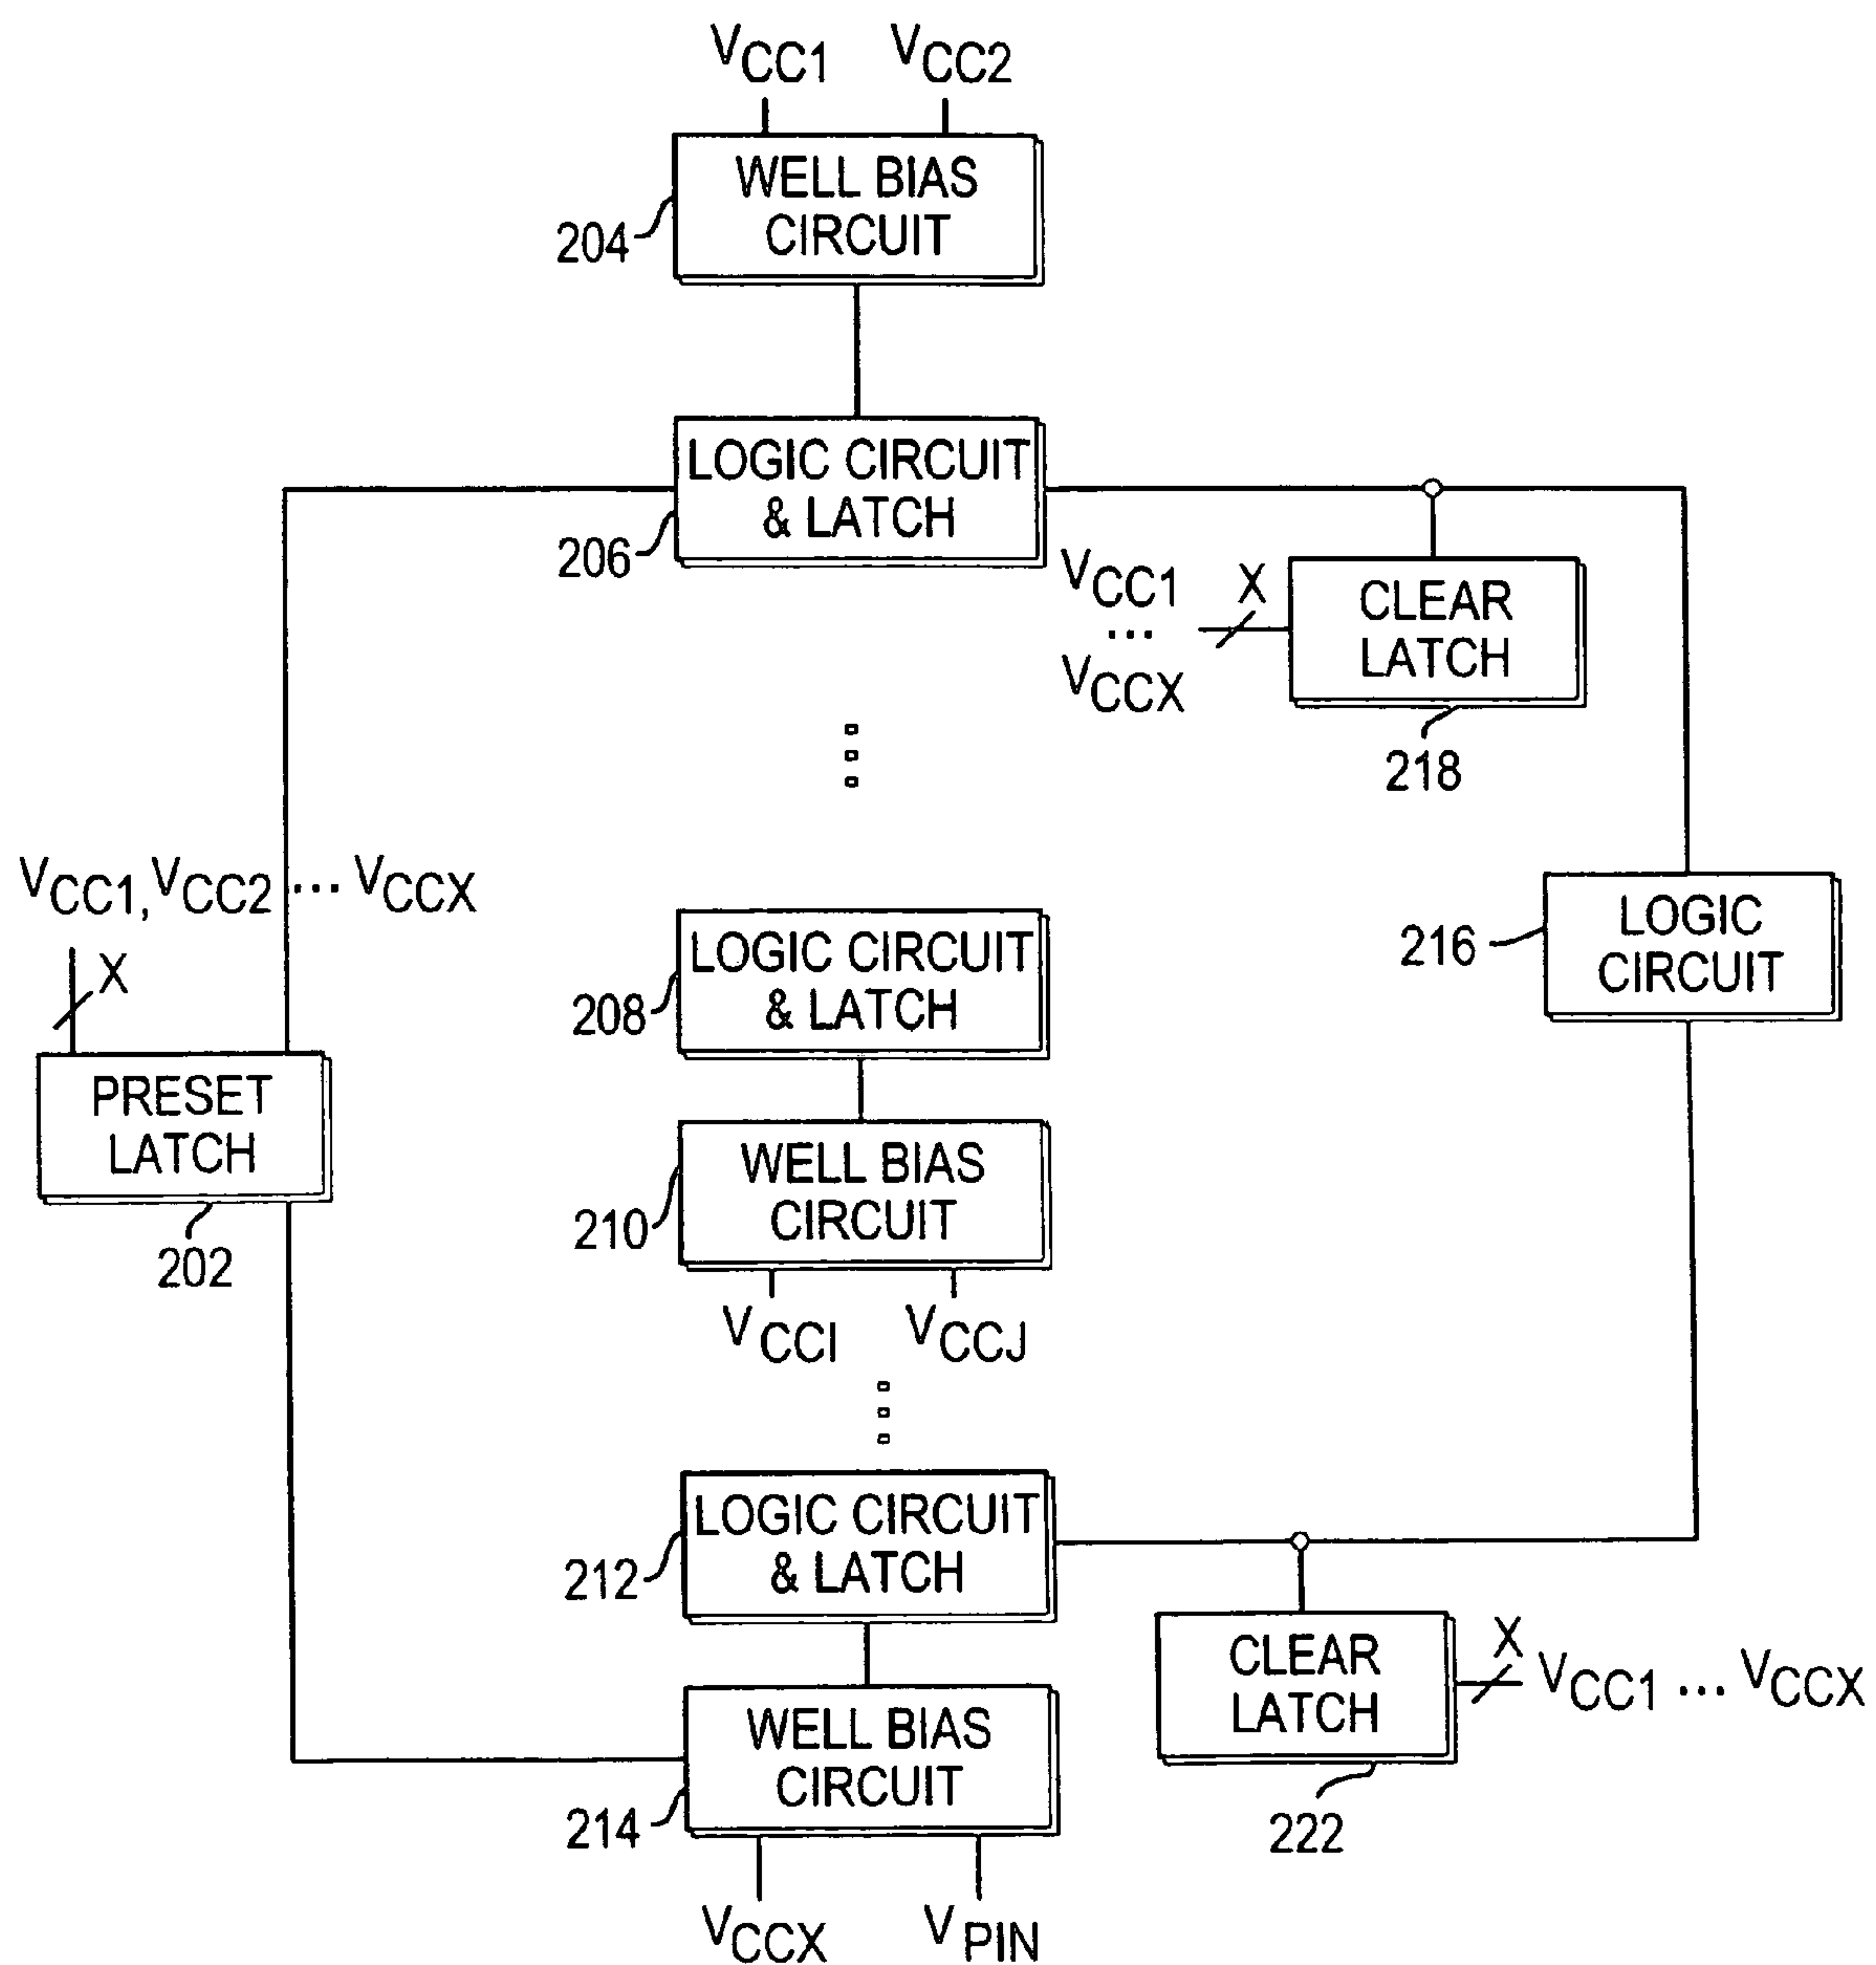 VCC1 VCC2
WELL BIAS
CIRCUIT
204
LOGIC CIRCUIT
& LATCH
206
VCC1
...
VCCX
X
CLEAR
LATCH
218
VCC1, VCC2 ... VCCX
X
PRESET
LATCH
202
LOGIC CIRCUIT
& LATCH
208
LOGIC
CIRCUIT
216
WELL BIAS
CIRCUIT
210
VCCI VCCJ
LOGIC CIRCUIT
& LATCH
212
CLEAR
LATCH
X
VCC1 ... VCCX
222
WELL BIAS
CIRCUIT
214
VCCX VPIN